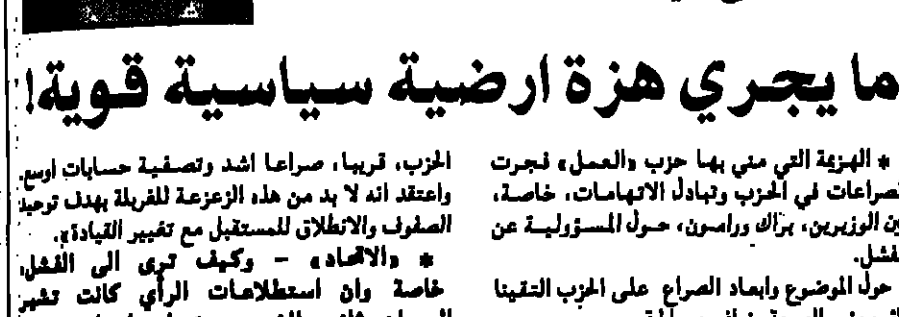 ما يجري هزة ارضية سياسية قوية!
* الهزيمة التي مني بها حزب «العمل» فجرت
لصراعات في الحزب وتبادل الاتهامات، خاصة،
ين الوزيرين، براك ورامون، حول المسؤولية عن
لفشل.
حول الموضوع وابعاد الصراع على الحزب التقينا
الحزب، قريبا، صراعا اشد وتصفية حسابات اوسع.
واعتقد انه لا بد من هذه الزعزعة للغربلة بهدف توحيد
الصفوف والانطلاق للمستقبل مع تغيير القيادة».
* «الاتحاد» – وكيف ترى الى الفشل،
خاصة وان استطلاعات الرأي كانت تشير